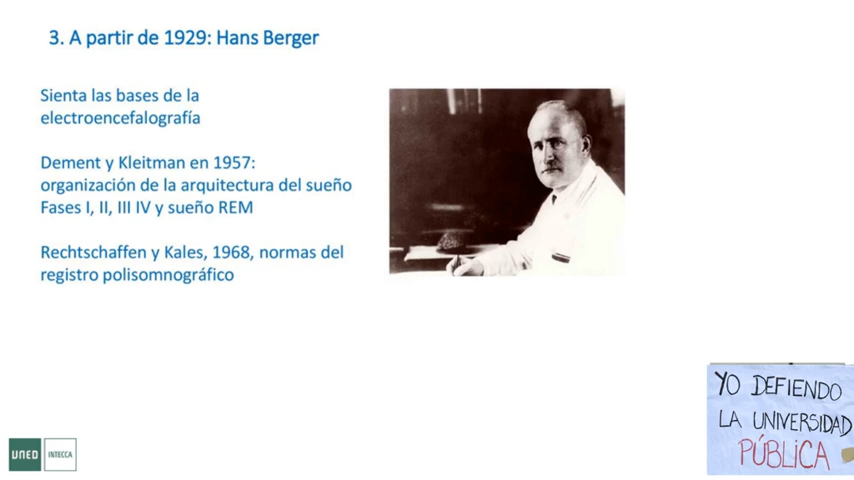 3. A partir de 1929: Hans Berger
Sienta las bases de la
electroencefalografía
Dement y Kleitman en 1957:
organización de la arquitectura del sueño
Fases I, II, III IV y sueño REM
Rechtschaffen y Kales, 1968, normas del
registro polisomnográfico
YO DEFIENDO
LA UNIVERSIDAD
PÚBLICA
UNED INTECCA